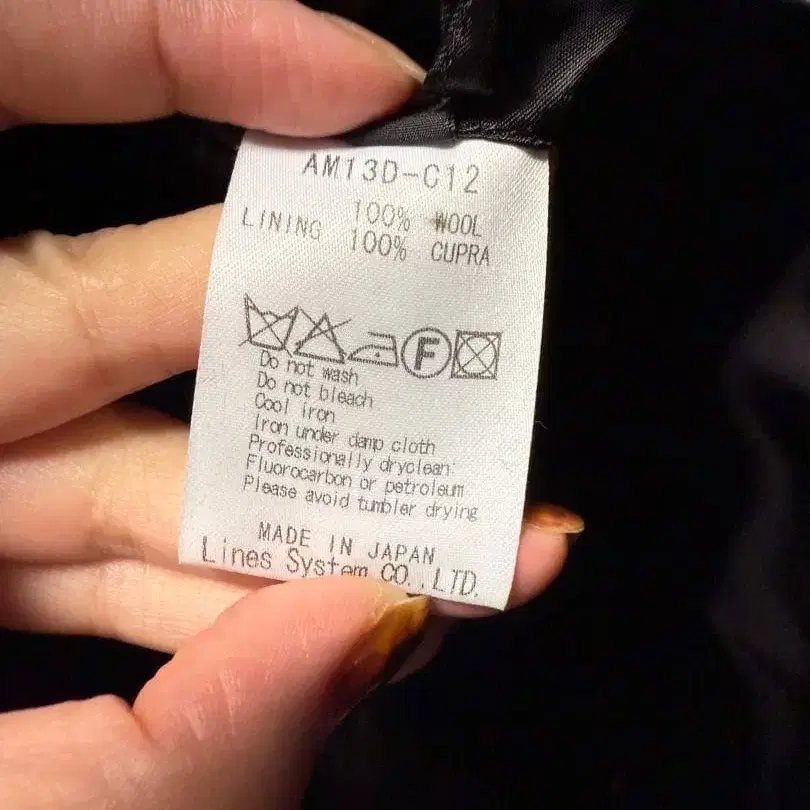 AM13D-C12
100% WOOL
LINING 100% CUPRA
F
Do not wash
Do not bleach
Cool iron
Iron under damp cloth
Professionally dryclean:
Fluorocarbon or petroleum
Please avoid tumbler drying
MADE IN JAPAN
Lines System CO.,LTD.